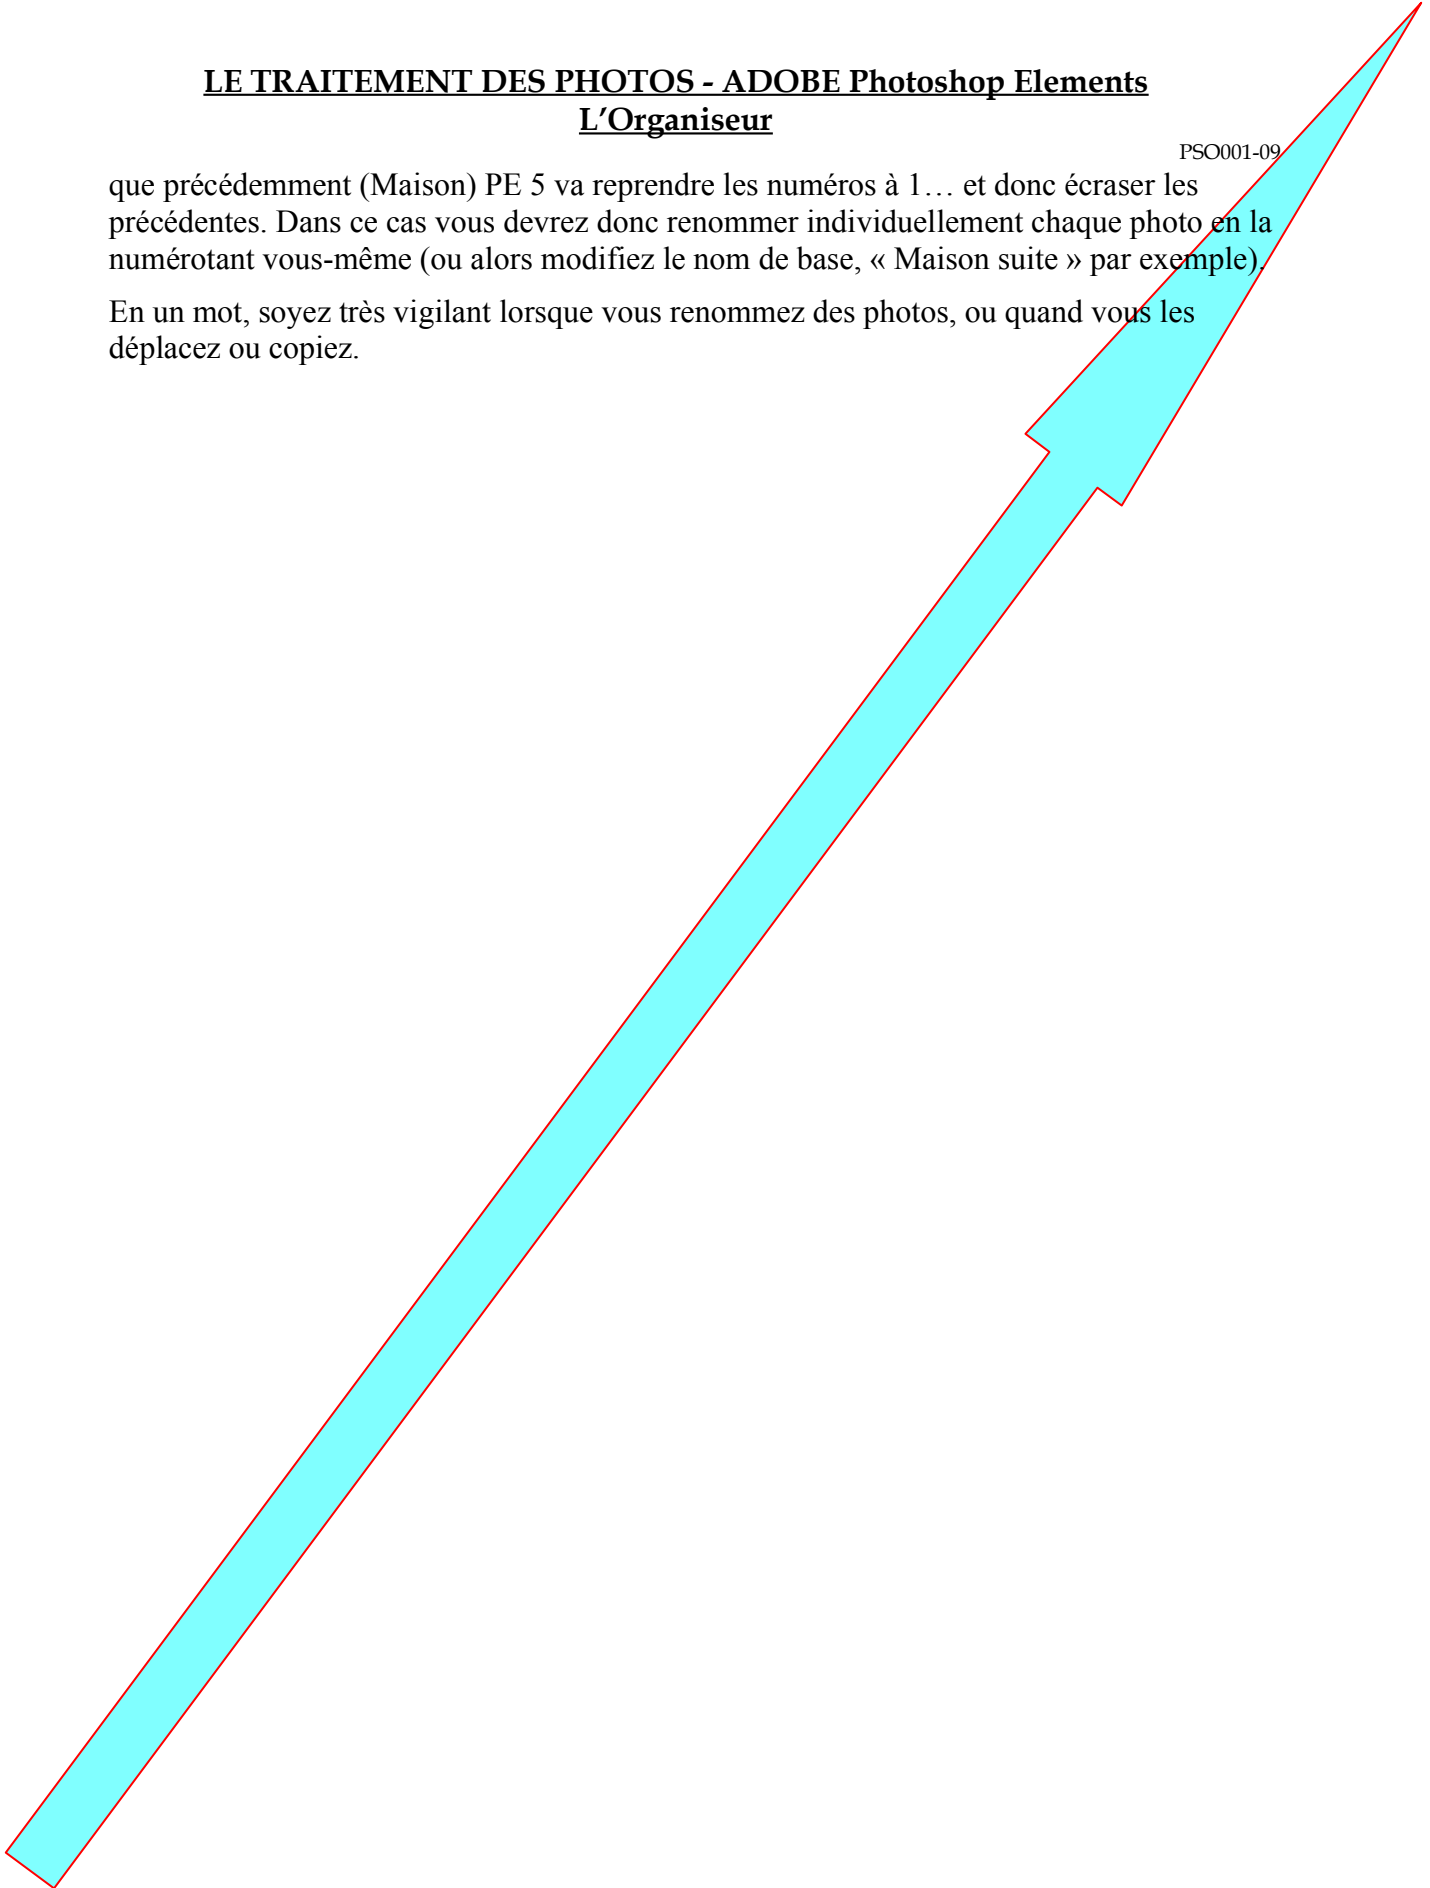 LE TRAITEMENT DES PHOTOS - ADOBE Photoshop Elements
L’Organiseur
PSO001-09
que précédemment (Maison) PE 5 va reprendre les numéros à 1… et donc écraser les
précédentes. Dans ce cas vous devrez donc renommer individuellement chaque photo en la
numérotant vous-même (ou alors modifiez le nom de base, « Maison suite » par exemple).
En un mot, soyez très vigilant lorsque vous renommez des photos, ou quand vous les
déplacez ou copiez.